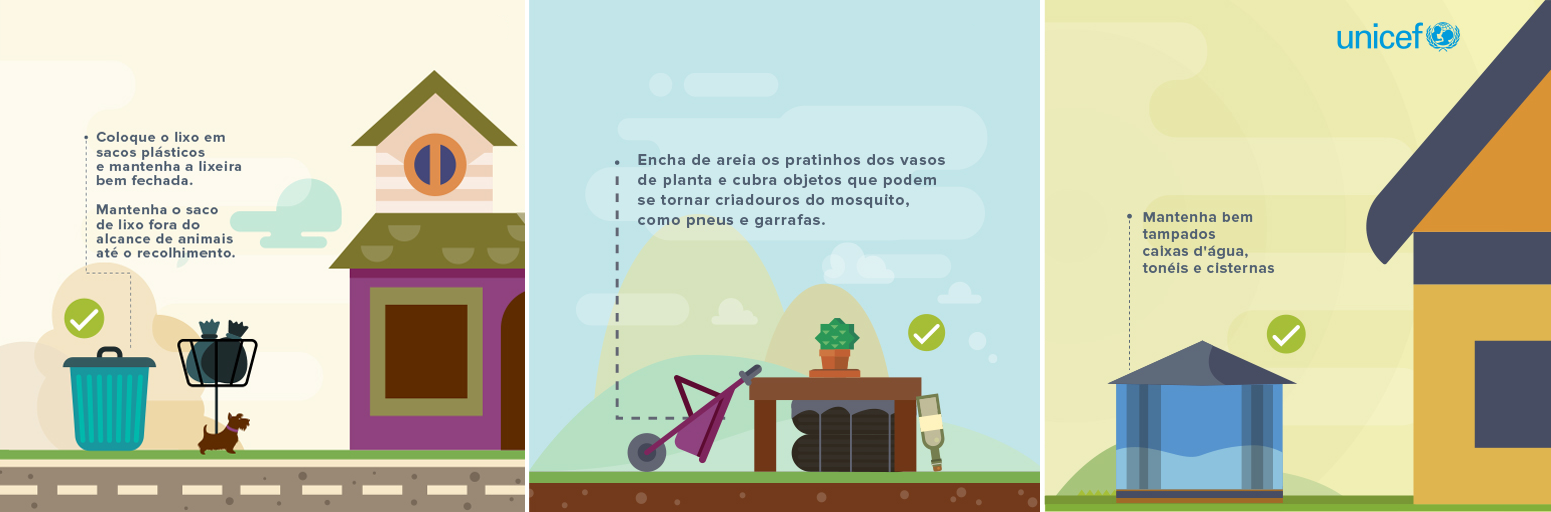 Coloque o lixo em
sacos plásticos
e mantenha a lixeira
bem fechada.
Mantenha o saco
de lixo fora do
alcance de animais
até o recolhimento.
Encha de areia os pratinhos dos vasos
de planta e cubra objetos que podem
se tornar criadouros do mosquito,
como pneus e garrafas.
unicef
Mantenha bem
tampados
caixas d'água,
tonéis e cisternas